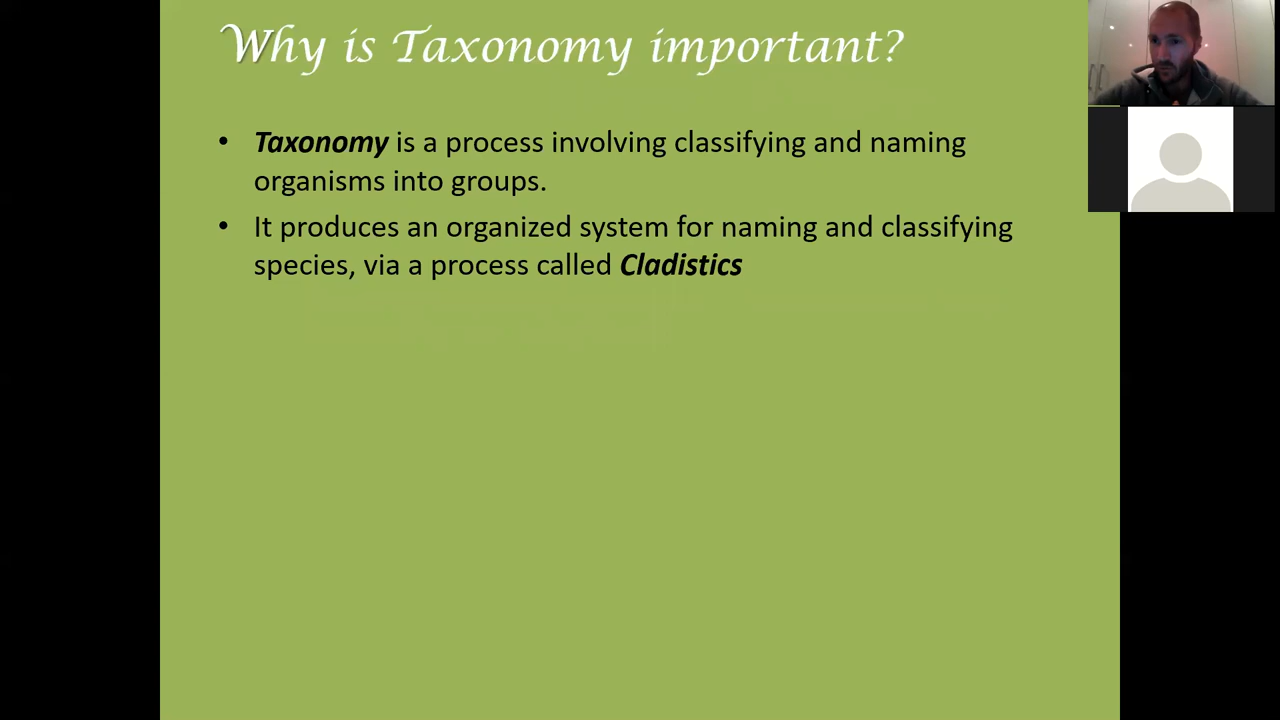 Why is Taxonomy important?
• Taxonomy is a process involving classifying and naming
organisms into groups.
• It produces an organized system for naming and classifying
species, via a process called Cladistics